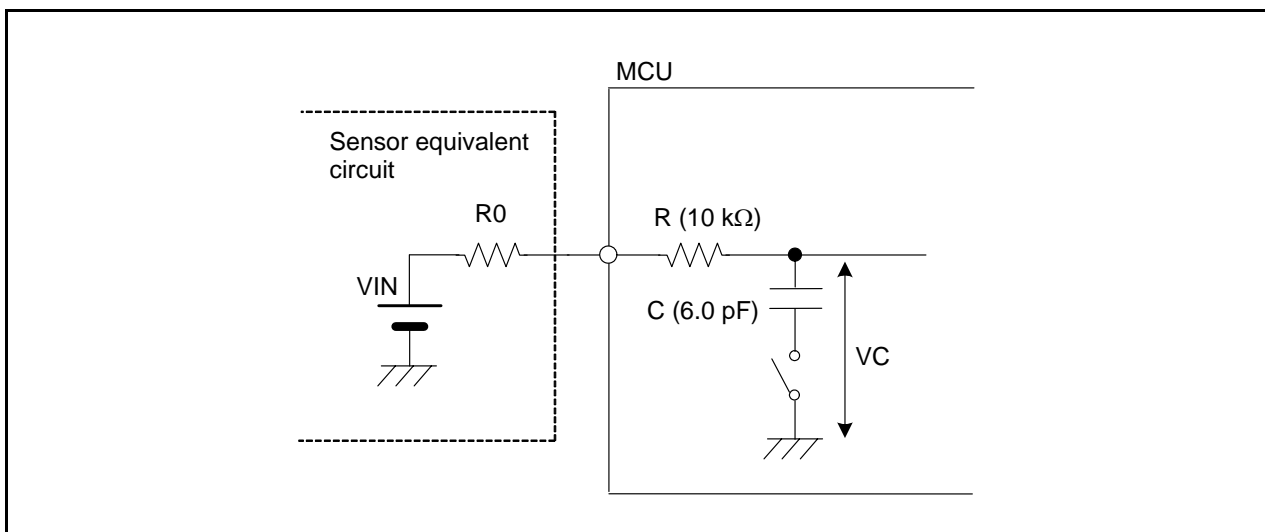 MCU
Sensor equivalent
circuit
R0
R (10 kΩ)
VIN
C (6.0 pF)
VC